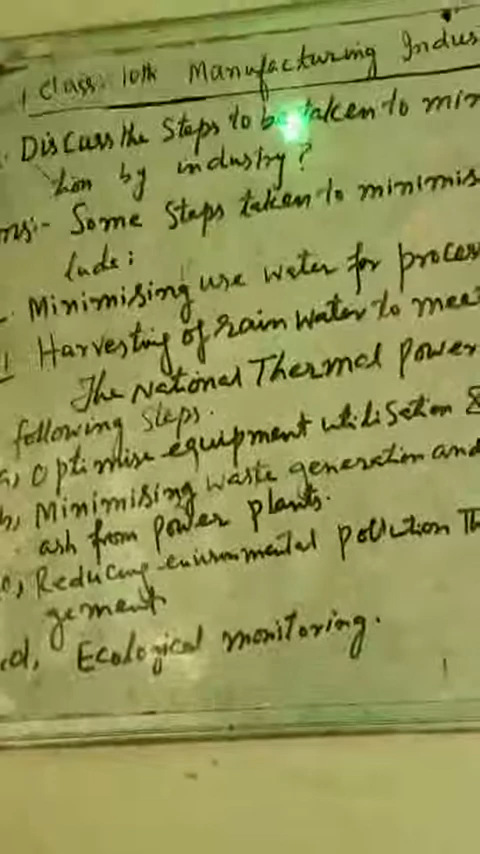 Class: 10th Manufacturing Indus
Discuss the Steps to be taken to min
tion by industry?
ns:- Some Steps taken to minimis
lude:
Minimising use water for proces
Harvesting of rain water to mee
The National Thermal Power
following steps.
a, Optimise equipment utilisation &
b, Minimising waste generation and
ash from power plants.
c, Reducing environmental pollution Th
gement.
d, Ecological monitoring.